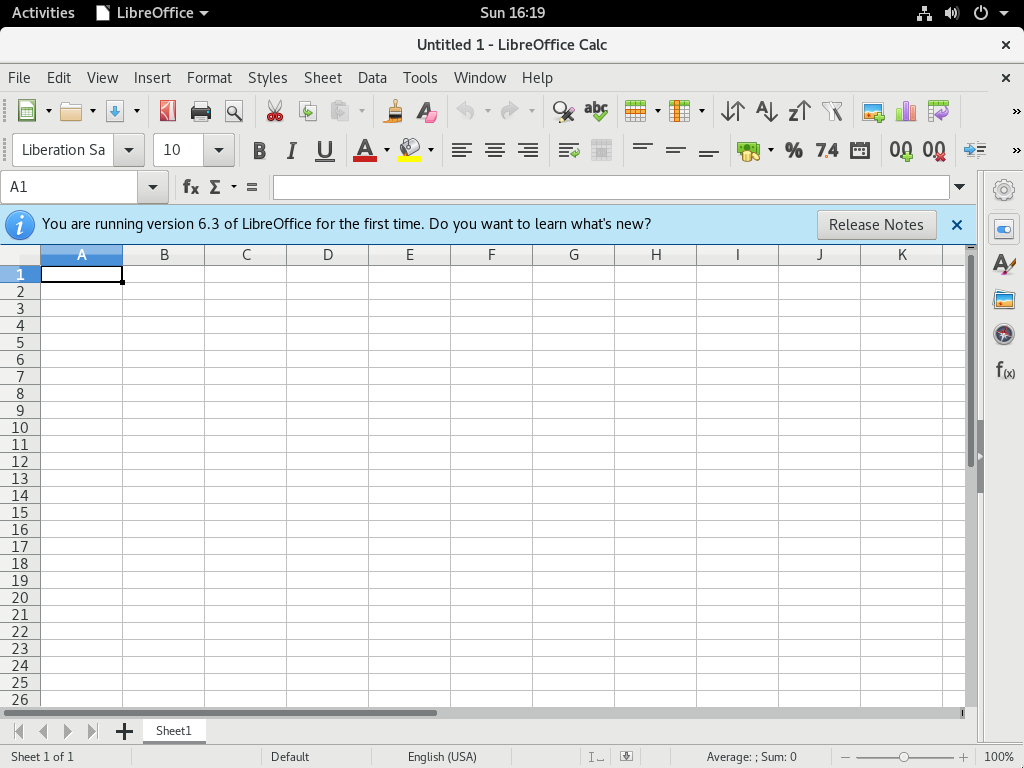 Activities LibreOffice Sun 16:19
Untitled 1 - LibreOffice Calc
File Edit View Insert Format Styles Sheet Data Tools Window Help
Liberation Sa 10
A1
You are running version 6.3 of LibreOffice for the first time. Do you want to learn what's new? Release Notes
A B C D E F G H I J K
1
2
3
4
5
6
7
8
9
10
11
12
13
14
15
16
17
18
19
20
21
22
23
24
25
26
Sheet1
Sheet 1 of 1 Default English (USA) Average: ; Sum: 0 100%